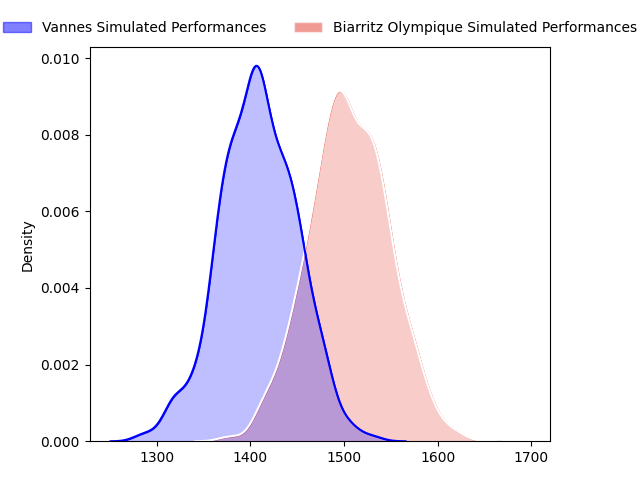 Vannes Simulated Performances Biarritz Olympique Simulated Performances
0.010
0.008
0.006
0.004
0.002
0.000
Density
1300 1400 1500 1600 1700